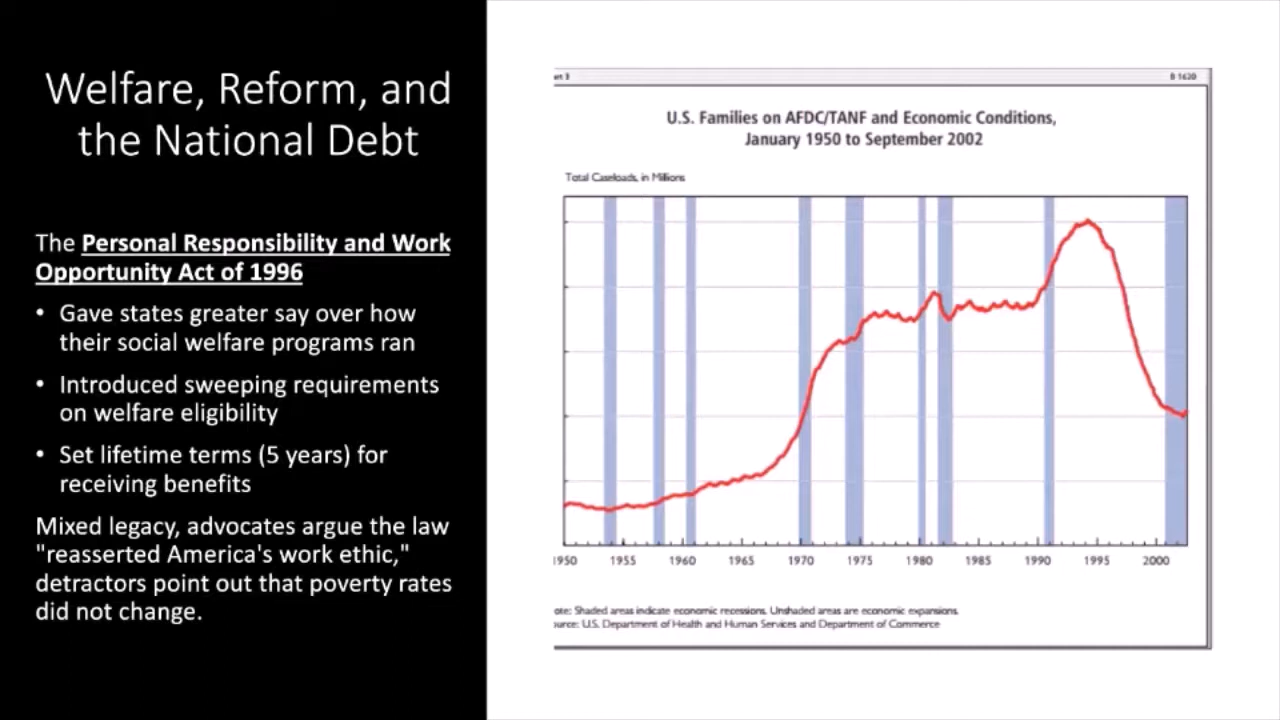 Welfare, Reform, and
the National Debt
The Personal Responsibility and Work
Opportunity Act of 1996
• Gave states greater say over how
their social welfare programs ran
• Introduced sweeping requirements
on welfare eligibility
• Set lifetime terms (5 years) for
receiving benefits
Mixed legacy, advocates argue the law
"reasserted America's work ethic,"
detractors point out that poverty rates
did not change.
B 1620
U.S. Families on AFDC/TANF and Economic Conditions,
January 1950 to September 2002
Total Caseloads, in Millions
1950 1955 1960 1965 1970 1975 1980 1985 1990 1995 2000
ote: Shaded areas indicate economic recessions. Unshaded areas are economic expansions.
urce: U.S. Department of Health and Human Services and Department of Commerce